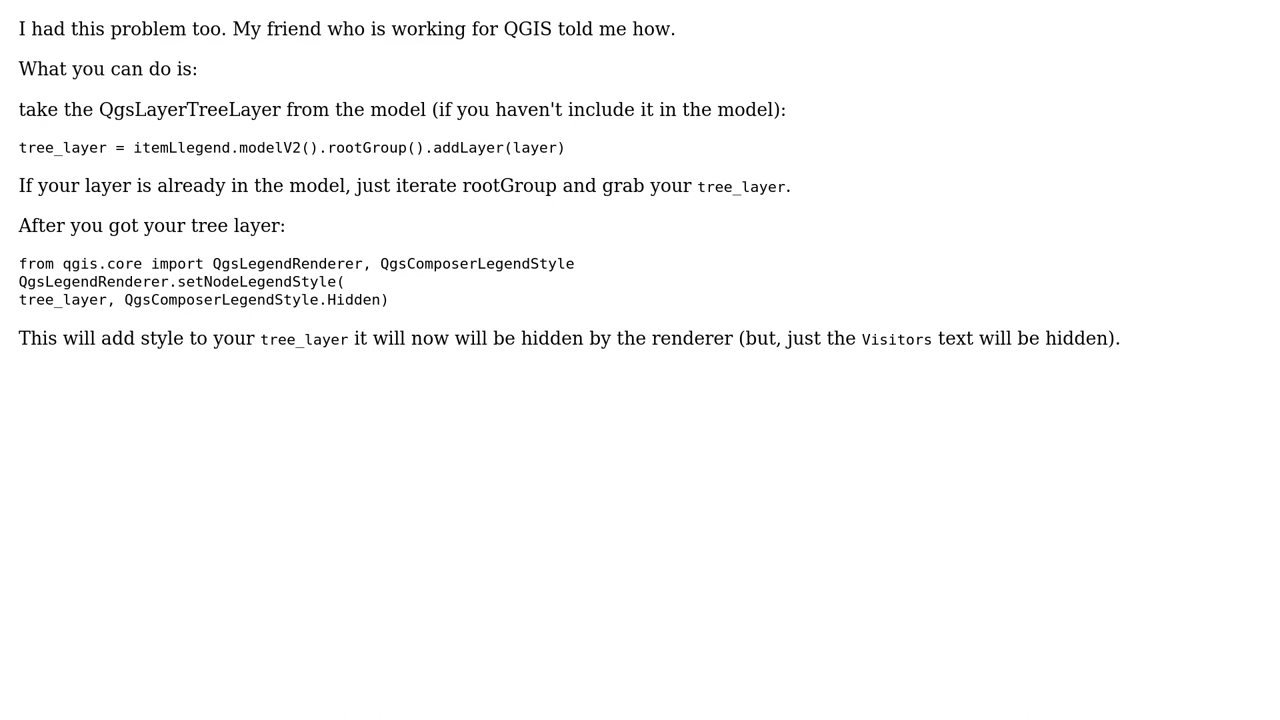 I had this problem too. My friend who is working for QGIS told me how.
What you can do is:
take the QgsLayerTreeLayer from the model (if you haven't include it in the model):
tree_layer = itemLlegend.modelV2().rootGroup().addLayer(layer)
If your layer is already in the model, just iterate rootGroup and grab your tree_layer.
After you got your tree layer:
from qgis.core import QgsLegendRenderer, QgsComposerLegendStyle
QgsLegendRenderer.setNodeLegendStyle(
tree_layer, QgsComposerLegendStyle.Hidden)
This will add style to your tree_layer it will now will be hidden by the renderer (but, just the Visitors text will be hidden).